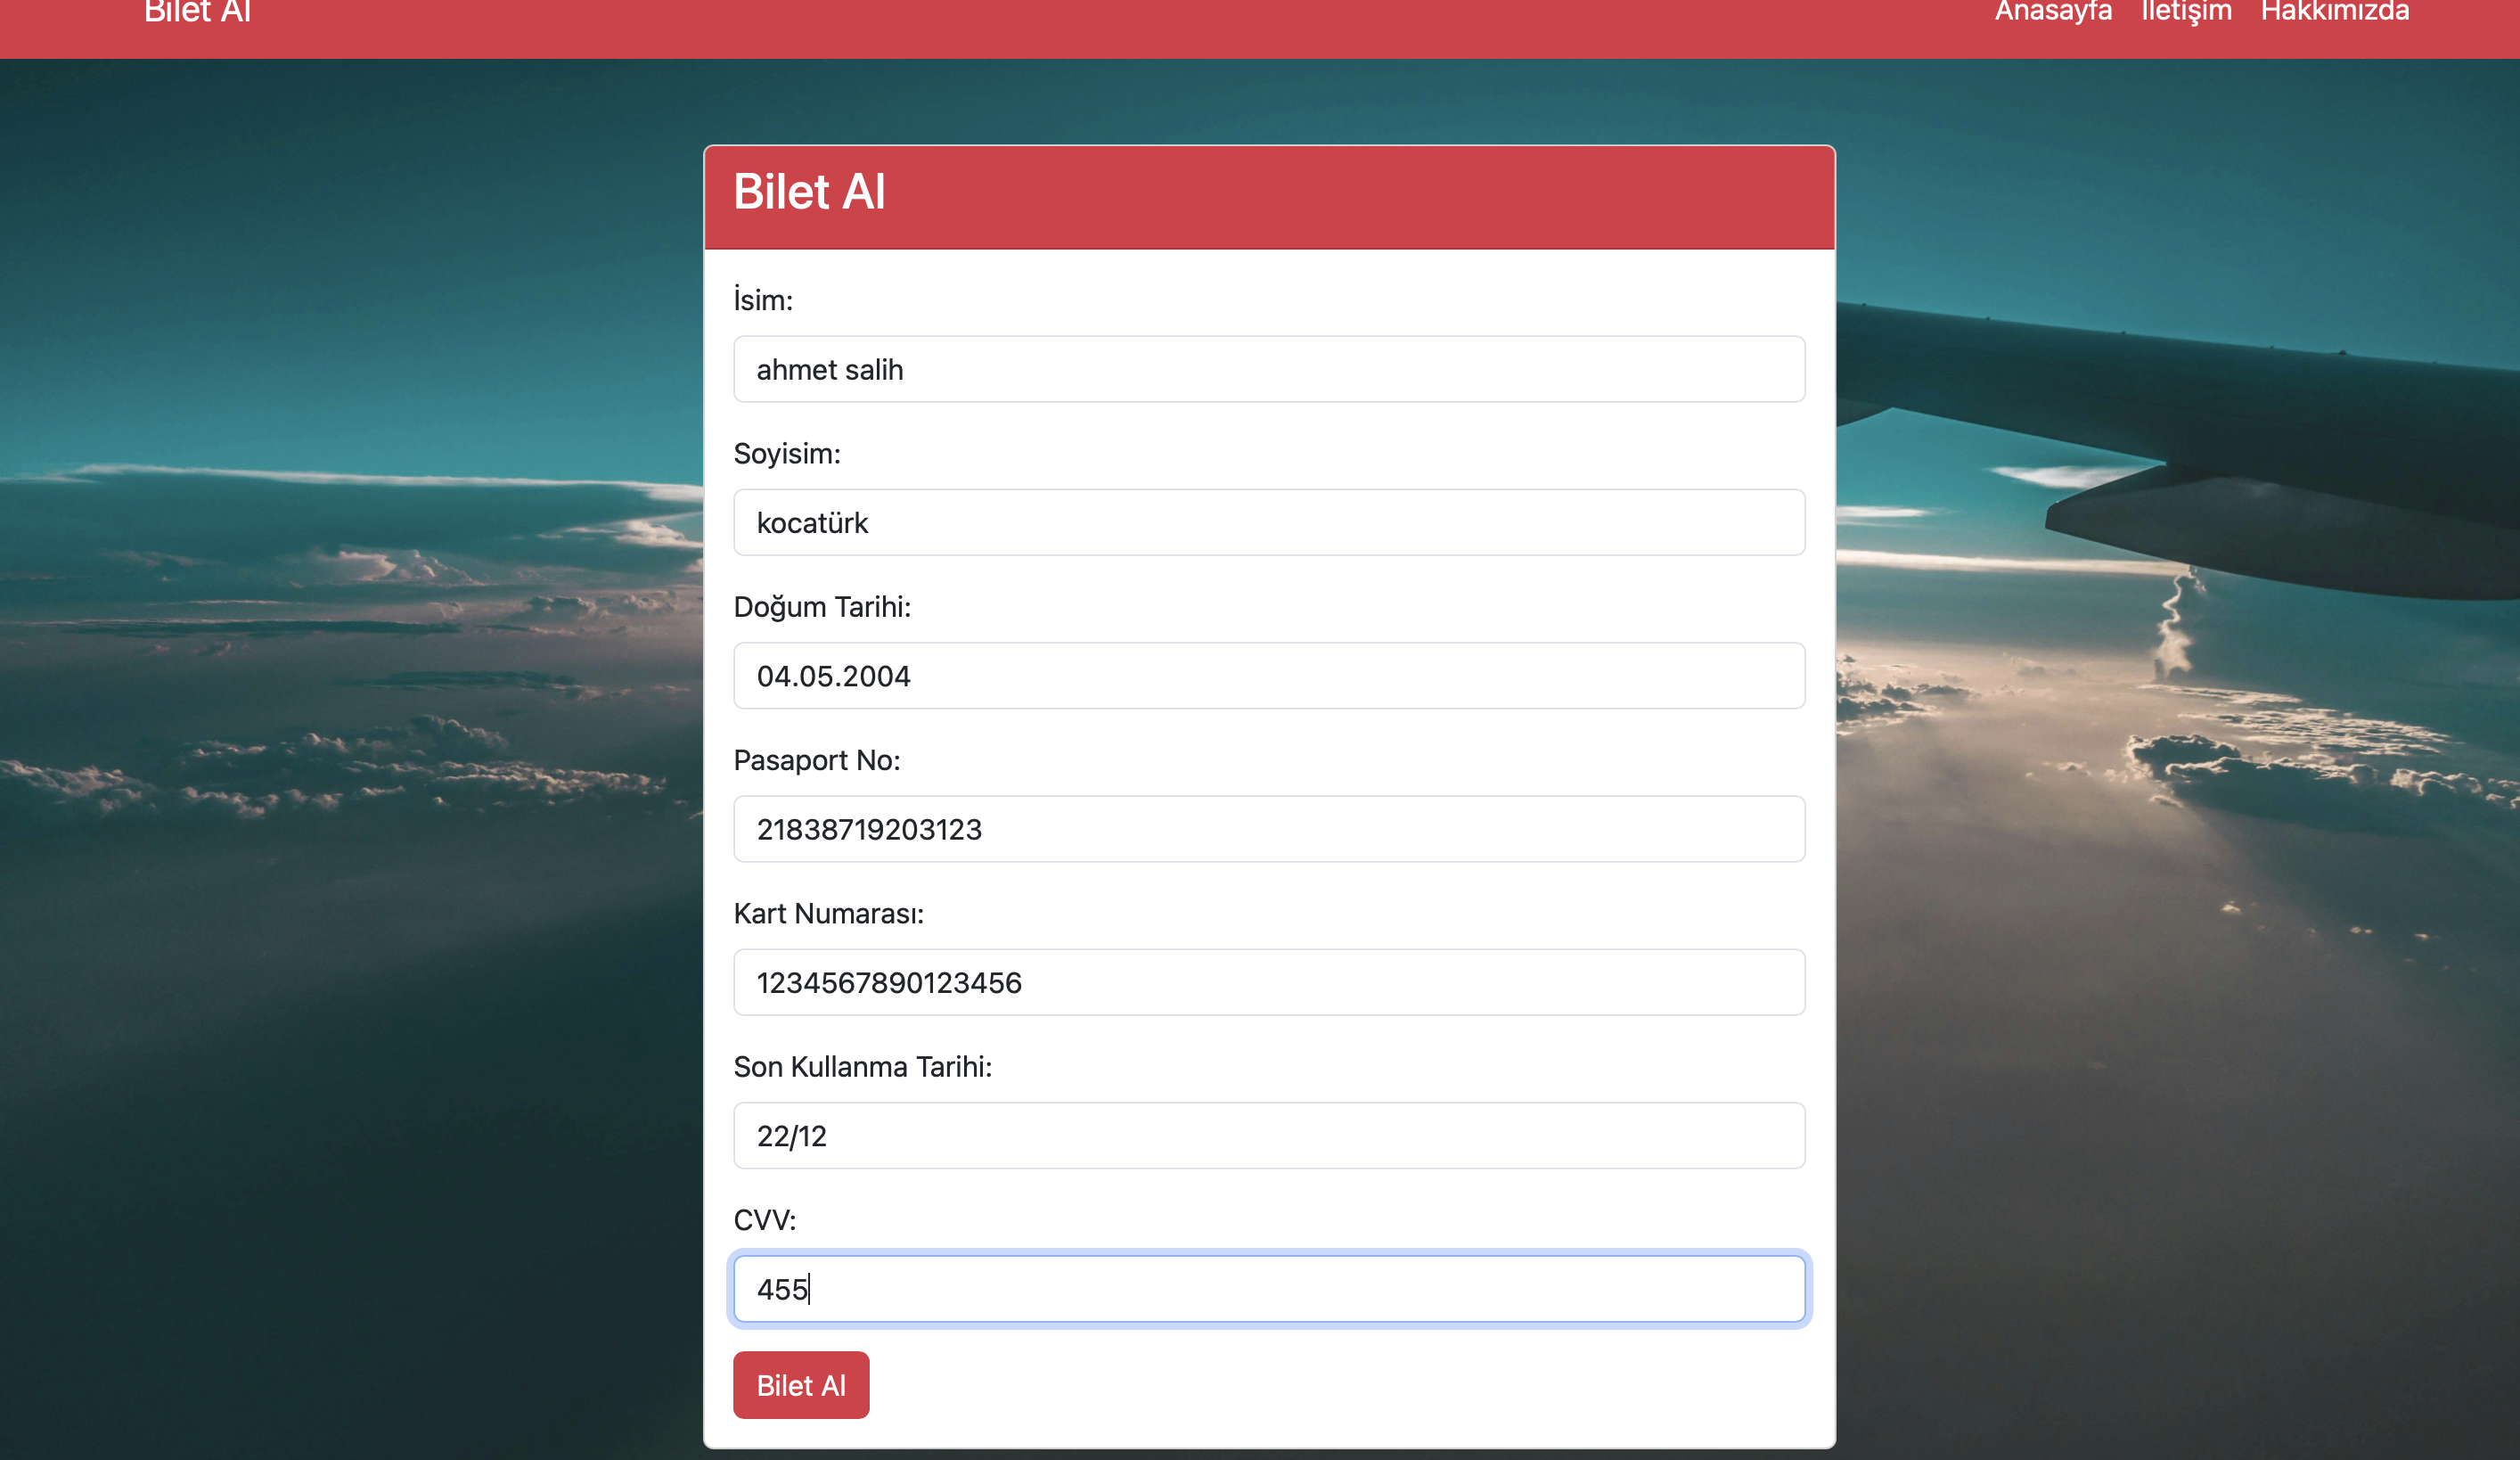 Bilet Al
Anasayfa İletişim Hakkımızda
Bilet Al
İsim:
ahmet salih
Soyisim:
kocatürk
Doğum Tarihi:
04.05.2004
Pasaport No:
21838719203123
Kart Numarası:
1234567890123456
Son Kullanma Tarihi:
22/12
CVV:
455
Bilet Al